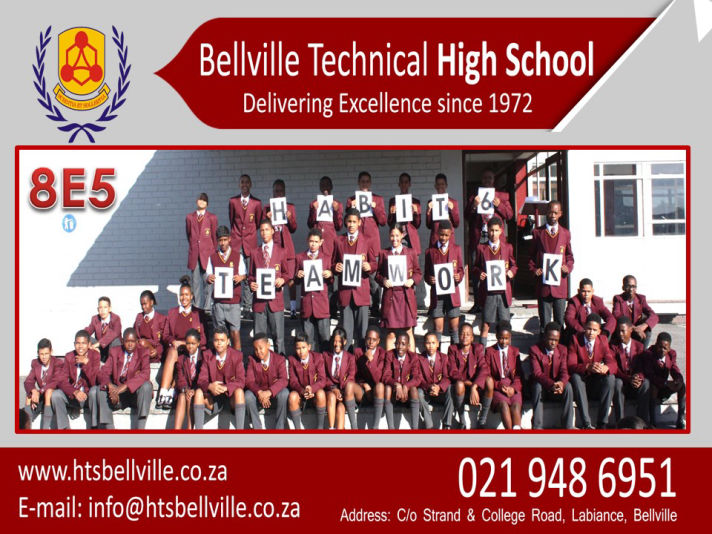 Bellville Technical High School
Delivering Excellence since 1972
8E5
HABIT 6
TEAMWORK
www.htsbellville.co.za
021 948 6951
E-mail: info@htsbellville.co.za
Address: C/o Strand & College Road, Labiance, Bellville